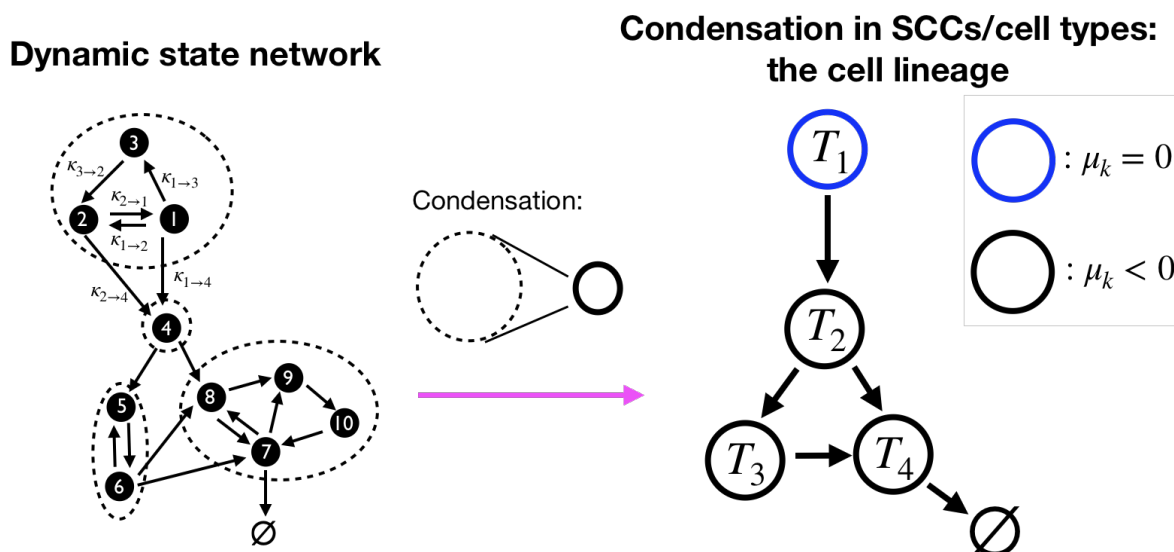 Dynamic state network
Condensation in SCCs/cell types:
the cell lineage
3
κ3→2
κ1→3
κ2→1
2
1
κ1→2
κ2→4
κ1→4
4
5
6
8
9
10
7
∅
Condensation:
T1
T2
T3
T4
∅
: μk = 0
: μk < 0